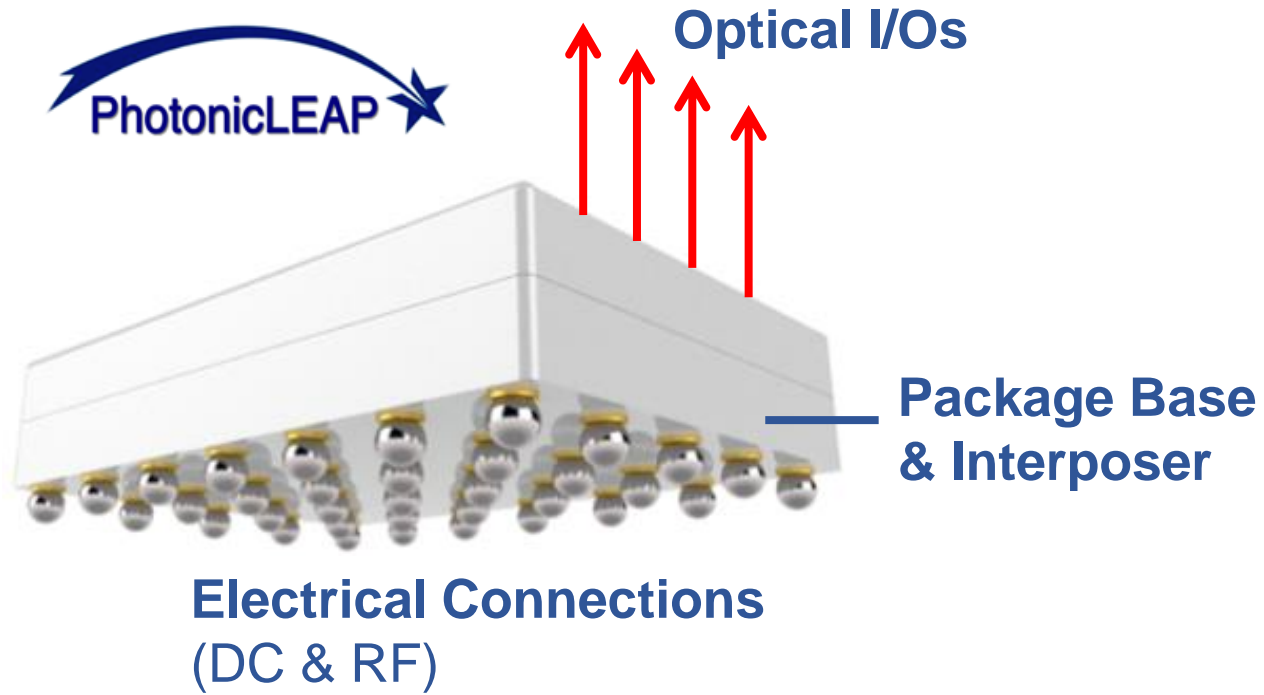 Optical I/Os
PhotonicLEAP
Package Base
& Interposer
Electrical Connections
(DC & RF)